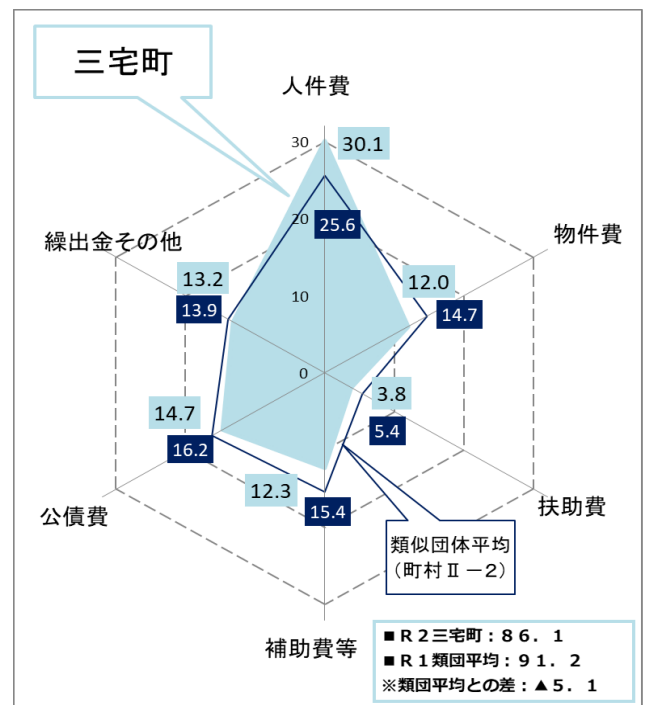 三宅町
人件費
30
30.1
20
25.6
物件費
繰出金その他
13.2
12.0
13.9
14.7
10
0
3.8
5.4
14.7
16.2
12.3
15.4
公債費
扶助費
類似団体平均
(町村Ⅱ－2)
補助費等
■Ｒ２三宅町：８６．１
■Ｒ１類団平均：９１．２
※類団平均との差：▲５．１